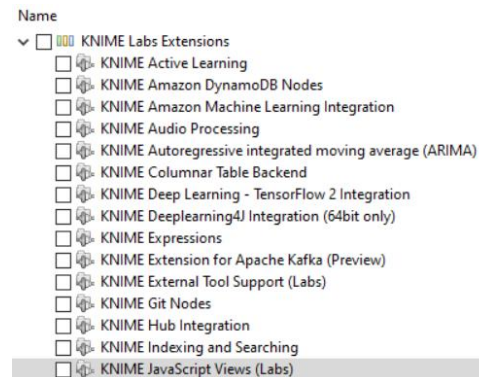 Name
KNIME Labs Extensions
KNIME Active Learning
KNIME Amazon DynamoDB Nodes
KNIME Amazon Machine Learning Integration
KNIME Audio Processing
KNIME Autoregressive integrated moving average (ARIMA)
KNIME Columnar Table Backend
KNIME Deep Learning - TensorFlow 2 Integration
KNIME Deeplearning4J Integration (64bit only)
KNIME Expressions
KNIME Extension for Apache Kafka (Preview)
KNIME External Tool Support (Labs)
KNIME Git Nodes
KNIME Hub Integration
KNIME Indexing and Searching
KNIME JavaScript Views (Labs)